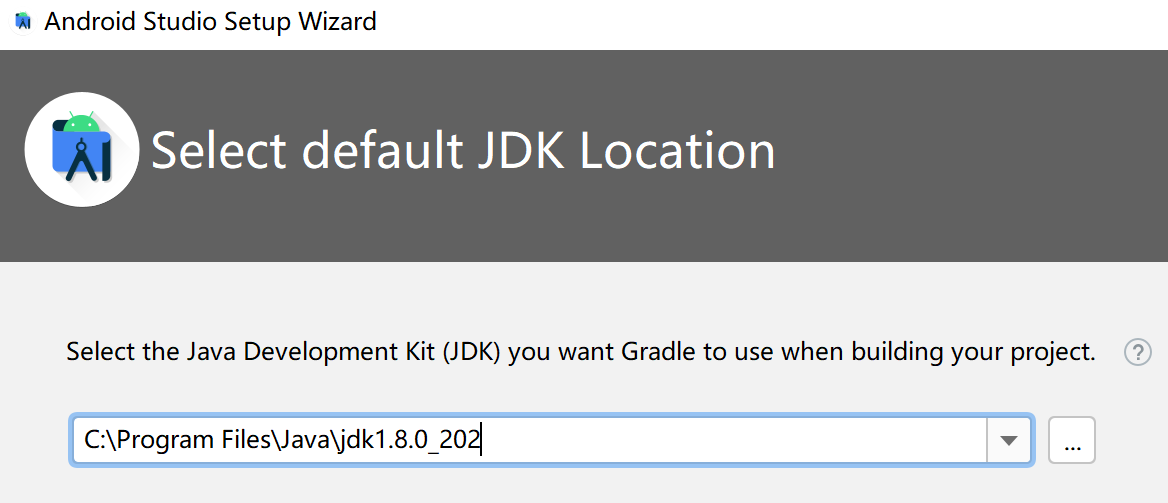 Android Studio Setup Wizard
Select default JDK Location
Select the Java Development Kit (JDK) you want Gradle to use when building your project.
?
C:\Program Files\Java\jdk1.8.0_202
...